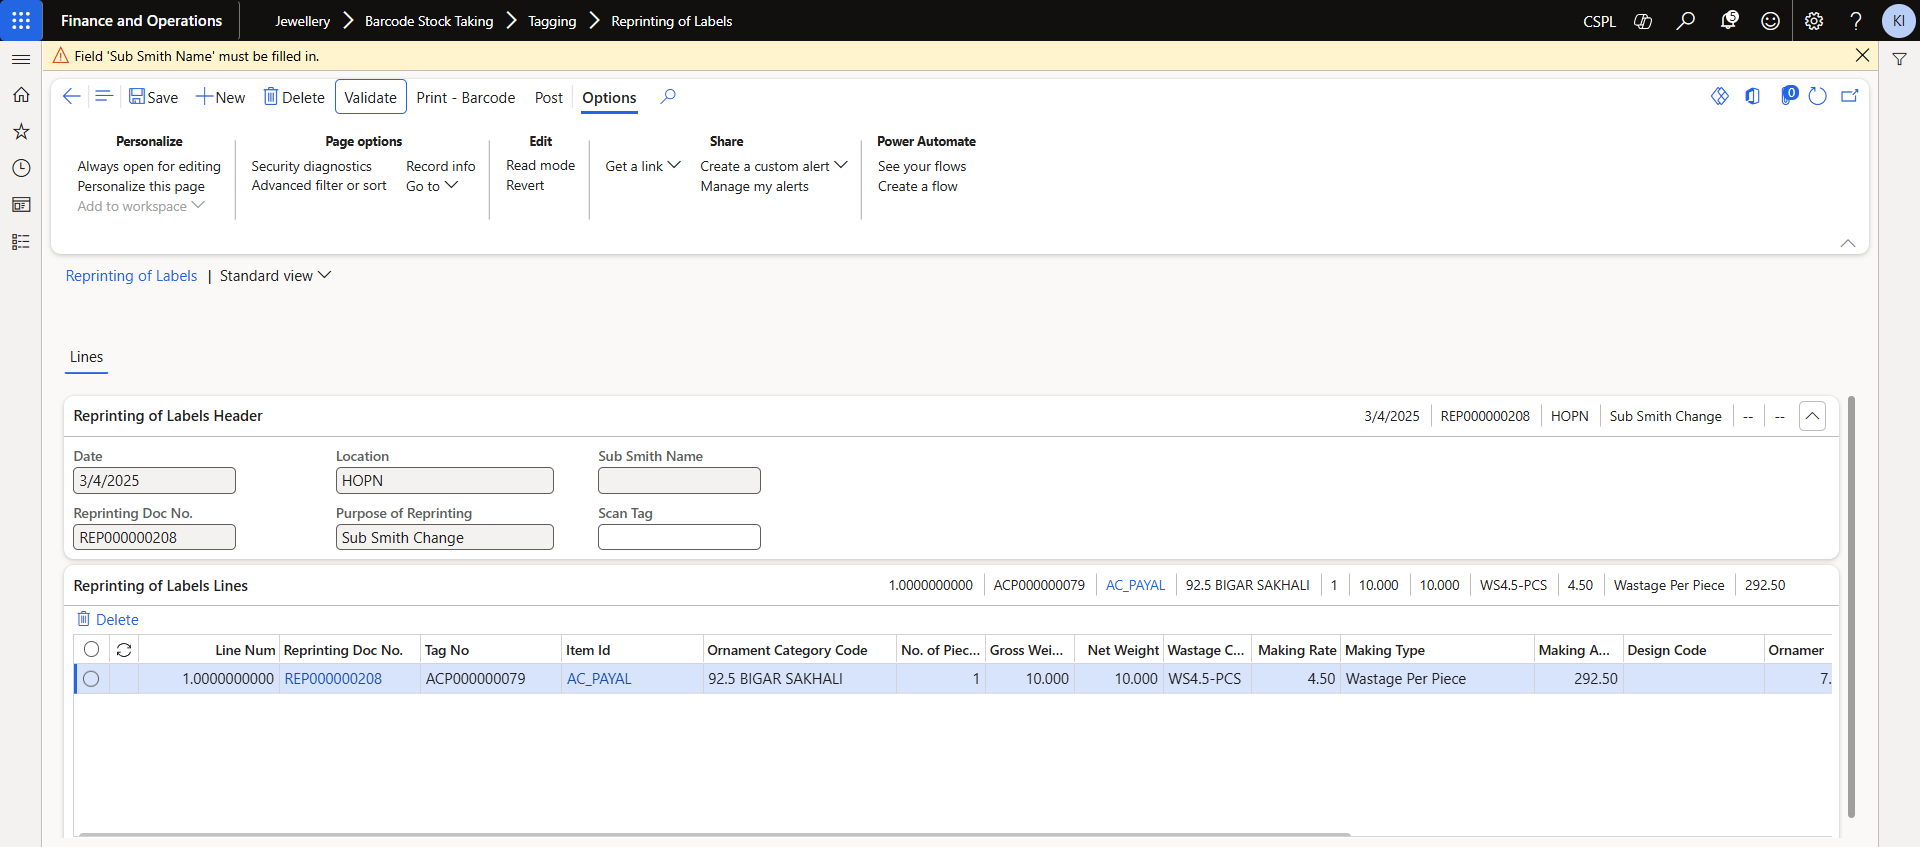 Finance and Operations
Jewellery > Barcode Stock Taking > Tagging > Reprinting of Labels
CSPL
5
KI
Field 'Sub Smith Name' must be filled in.
Save
New
Delete
Validate
Print - Barcode
Post
Options
0
Personalize
Always open for editing
Personalize this page
Add to workspace
Page options
Security diagnostics
Advanced filter or sort
Record info
Go to
Edit
Read mode
Revert
Share
Get a link
Create a custom alert
Manage my alerts
Power Automate
See your flows
Create a flow
Reprinting of Labels | Standard view
Lines
Reprinting of Labels Header
3/4/2025 REP000000208 HOPN Sub Smith Change -- --
Date
3/4/2025
Location
HOPN
Sub Smith Name
Reprinting Doc No.
REP000000208
Purpose of Reprinting
Sub Smith Change
Scan Tag
Reprinting of Labels Lines
1.0000000000 ACP000000079 AC_PAYAL 92.5 BIGAR SAKHALI 1 10.000 10.000 WS4.5-PCS 4.50 Wastage Per Piece 292.50
Delete
Line Num Reprinting Doc No. Tag No Item Id Ornament Category Code No. of Piec... Gross Wei... Net Weight Wastage C... Making Rate Making Type Making A... Design Code Ornamer
1.0000000000 REP000000208 ACP000000079 AC_PAYAL 92.5 BIGAR SAKHALI 1 10.000 10.000 WS4.5-PCS 4.50 Wastage Per Piece 292.50 7.